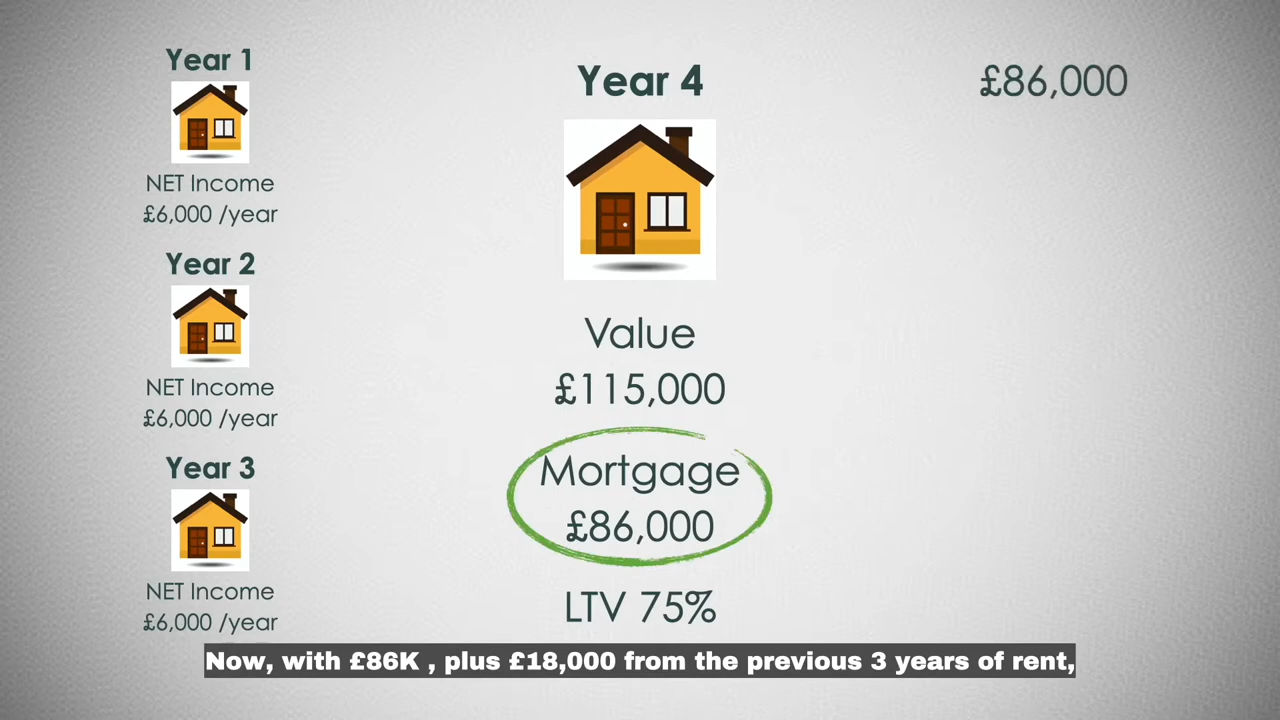 Year 1
NET Income
£6,000 /year
Year 2
NET Income
£6,000 /year
Year 3
NET Income
£6,000 /year
Year 4
Value
£115,000
Mortgage
£86,000
LTV 75%
£86,000
Now, with £86K , plus £18,000 from the previous 3 years of rent,